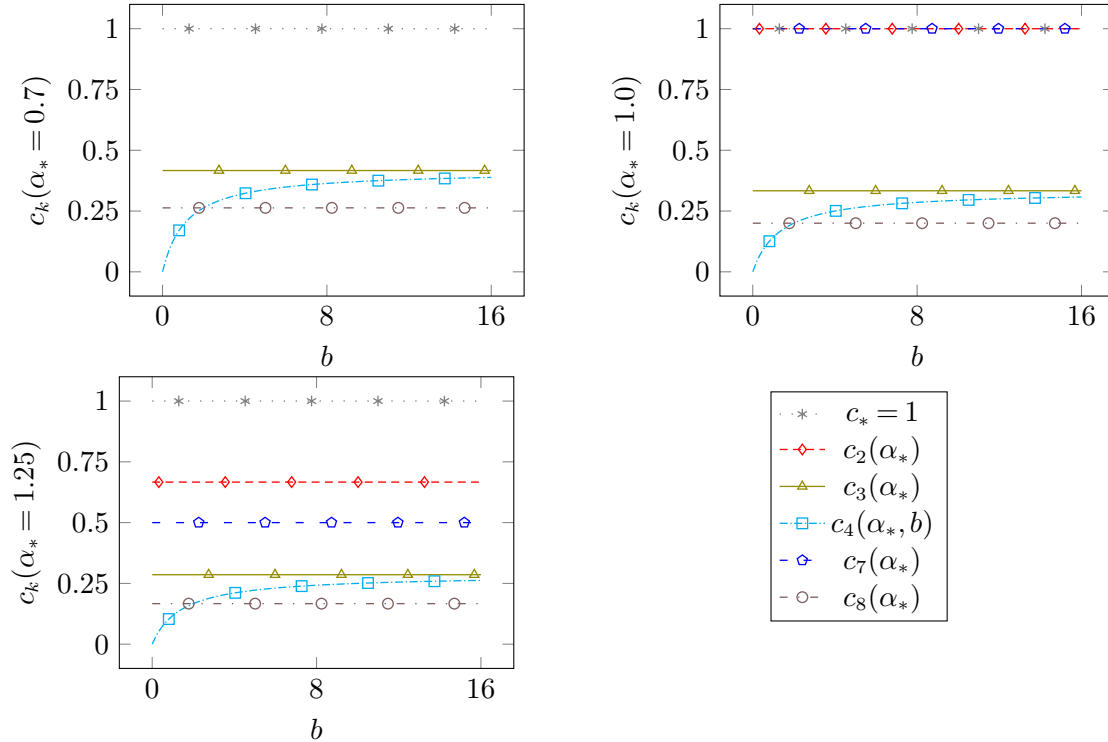 1
0.75
0.5
0.25
0
0 8 16
b
c_k(α_* = 0.7)
1
0.75
0.5
0.25
0
0 8 16
b
c_k(α_* = 1.0)
1
0.75
0.5
0.25
0
0 8 16
b
c_k(α_* = 1.25)
c_* = 1
c_2(α_*)
c_3(α_*)
c_4(α_*, b)
c_7(α_*)
c_8(α_*)